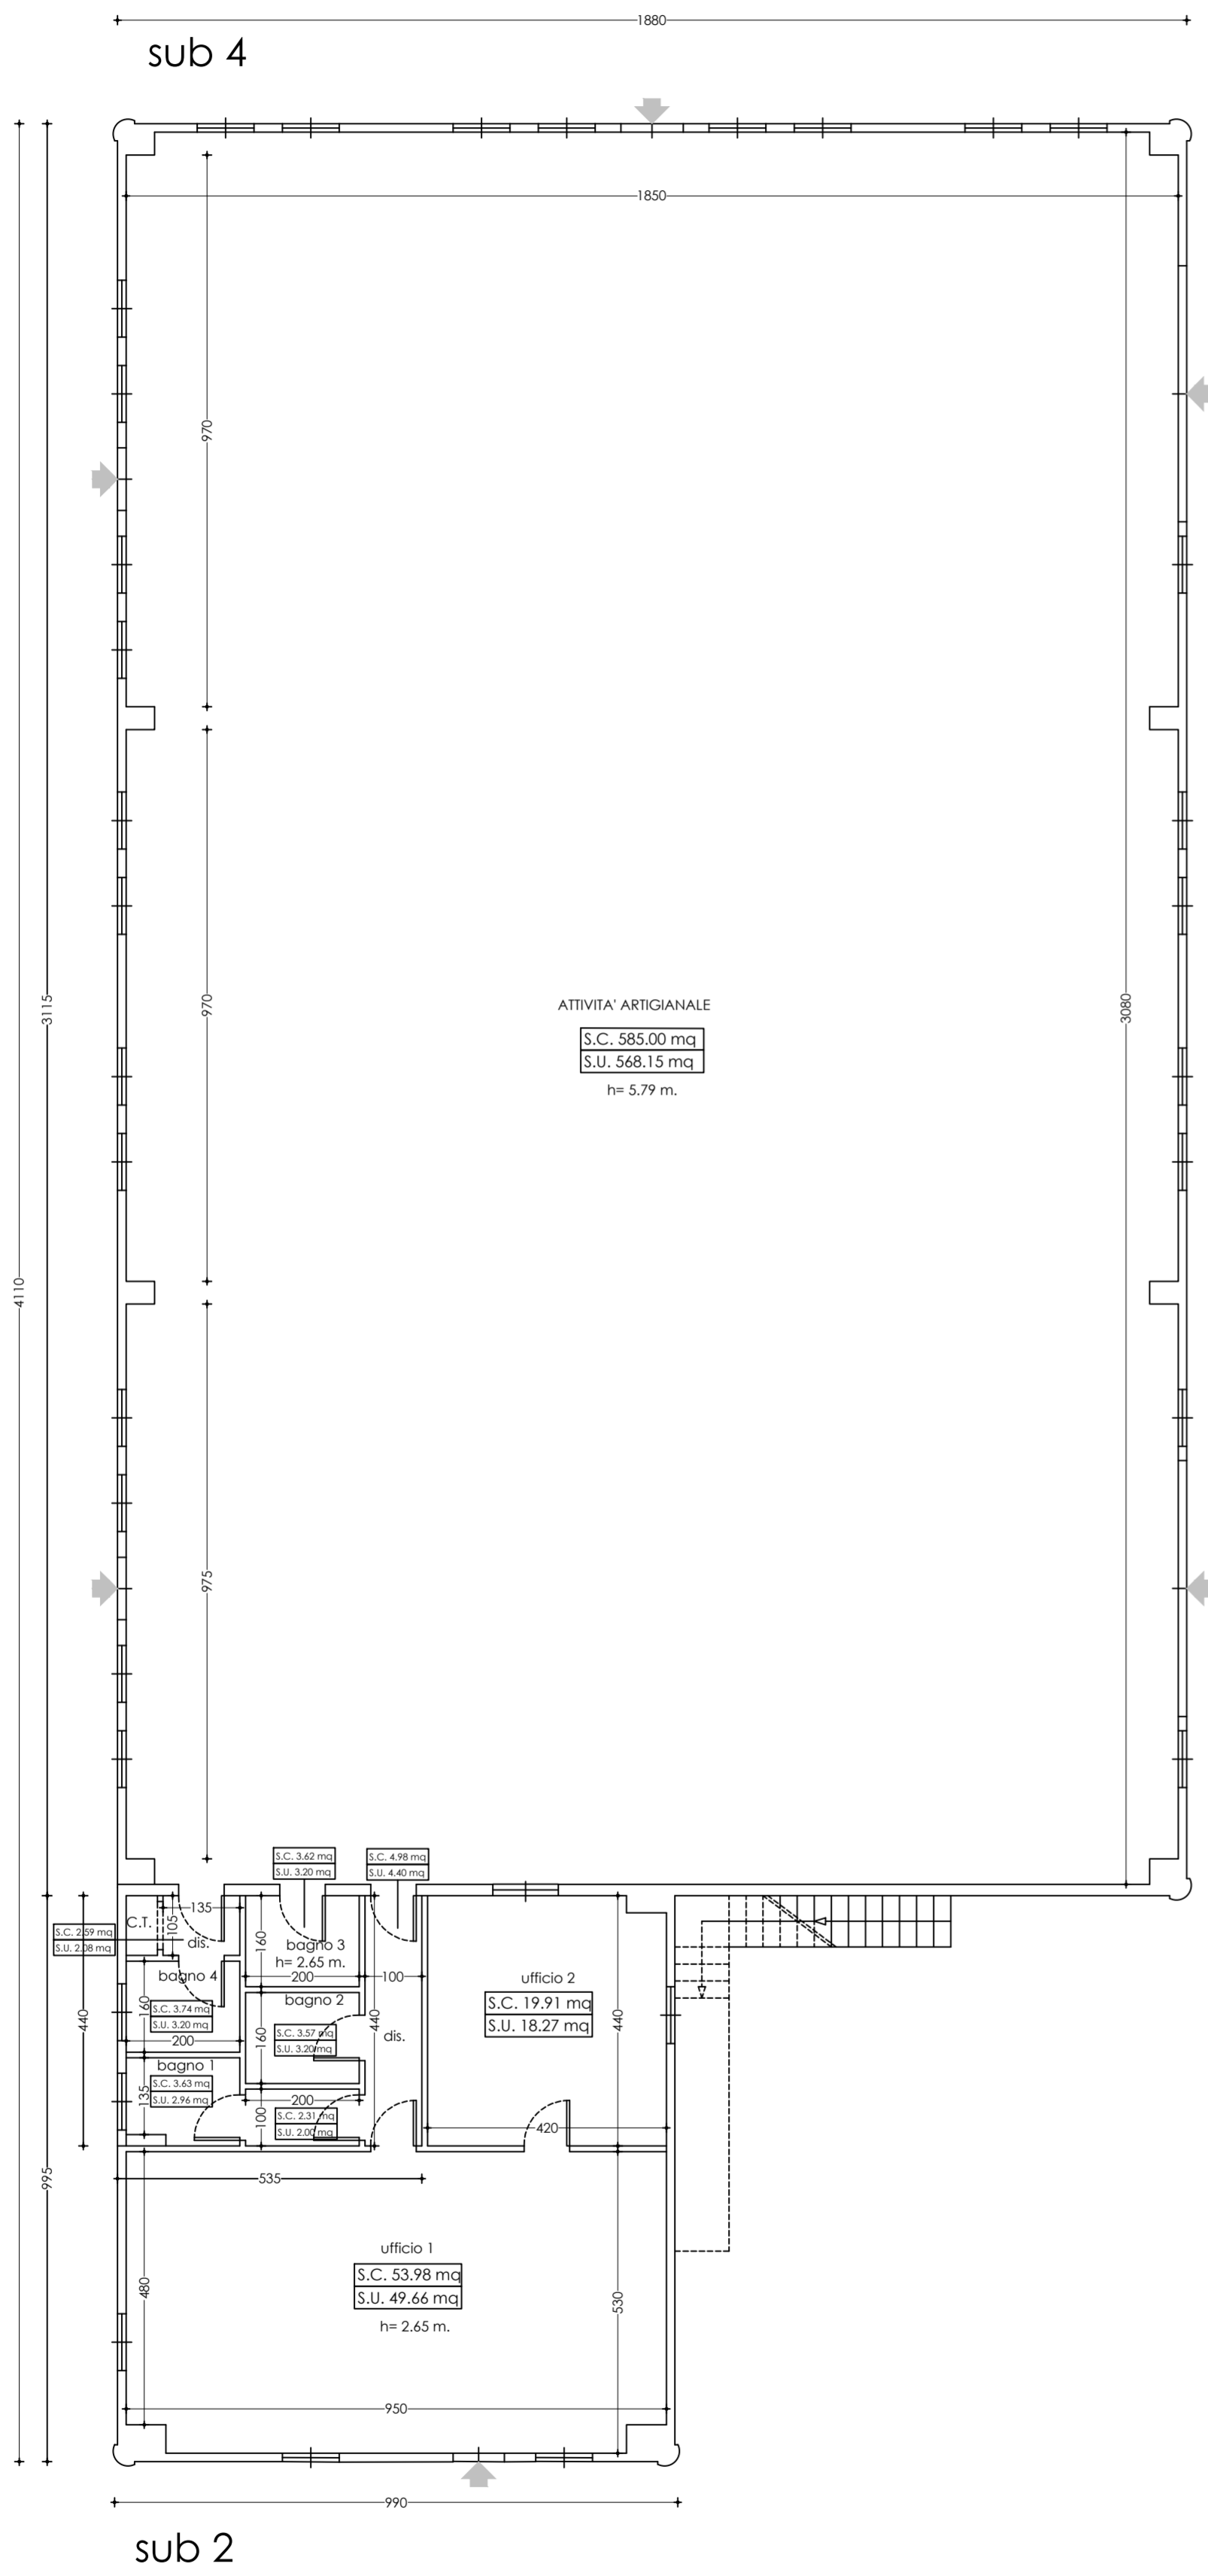 1880
sub 4
1850
970
970
3115
3080
ATTIVITA' ARTIGIANALE
S.C. 585.00 mq
S.U. 568.15 mq
h= 5.79 m.
4110
975
S.C. 3.62 mq
S.U. 3.20 mq
S.C. 4.98 mq
S.U. 4.40 mq
135
C.T.
105
S.C. 2.59 mq
S.U. 2.08 mq
dis.
160
bagno 3
h= 2.65 m.
200
100
bagno 4
ufficio 2
S.C. 19.91 mq
S.U. 18.27 mq
bagno 2
160
S.C. 3.74 mq
S.U. 3.20 mq
440
440
440
200
160
S.C. 3.57 mq
S.U. 3.20 mq
dis.
bagno 1
S.C. 3.63 mq
S.U. 2.96 mq
135
200
100
S.C. 2.31 mq
S.U. 2.00 mq
420
535
995
ufficio 1
S.C. 53.98 mq
S.U. 49.66 mq
h= 2.65 m.
480
530
950
990
sub 2